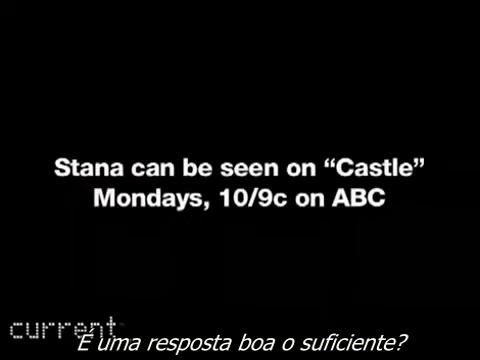 Stana can be seen on “Castle”
Mondays, 10/9c on ABC
current
É uma resposta boa o suficiente?